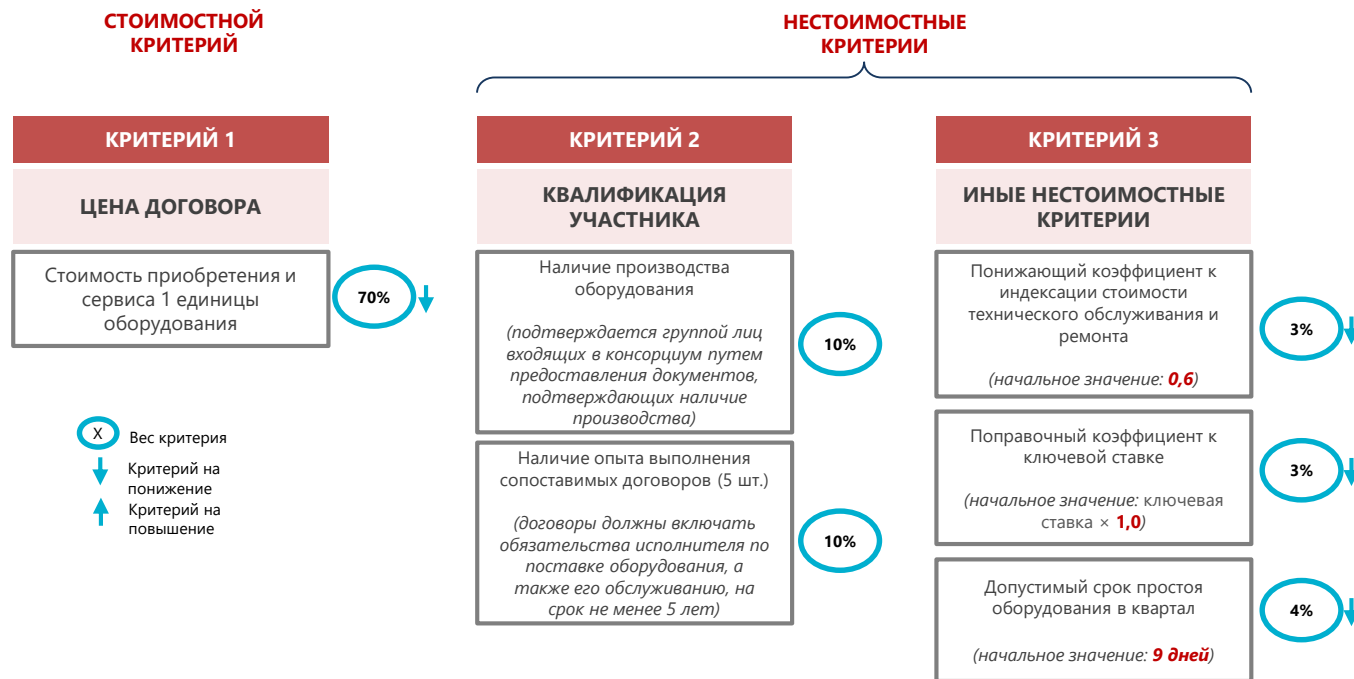 СТОИМОСТНОЙ
КРИТЕРИЙ
НЕСТОИМОСТНЫЕ
КРИТЕРИИ
КРИТЕРИЙ 1
ЦЕНА ДОГОВОРА
Стоимость приобретения и
сервиса 1 единицы
оборудования
70%
X
Вес критерия
Критерий на
понижение
Критерий на
повышение
КРИТЕРИЙ 2
КВАЛИФИКАЦИЯ
УЧАСТНИКА
Наличие производства
оборудования
(подтверждается группой лиц
входящих в консорциум путем
предоставления документов,
подтверждающих наличие
производства)
10%
Наличие опыта выполнения
сопоставимых договоров (5 шт.)
(договоры должны включать
обязательства исполнителя по
поставке оборудования, а
также его обслуживанию, на
срок не менее 5 лет)
10%
КРИТЕРИЙ 3
ИНЫЕ НЕСТОИМОСТНЫЕ
КРИТЕРИИ
Понижающий коэффициент к
индексации стоимости
технического обслуживания и
ремонта
(начальное значение: 0,6)
3%
Поправочный коэффициент к
ключевой ставке
(начальное значение: ключевая
ставка × 1,0)
3%
Допустимый срок простоя
оборудования в квартал
(начальное значение: 9 дней)
4%